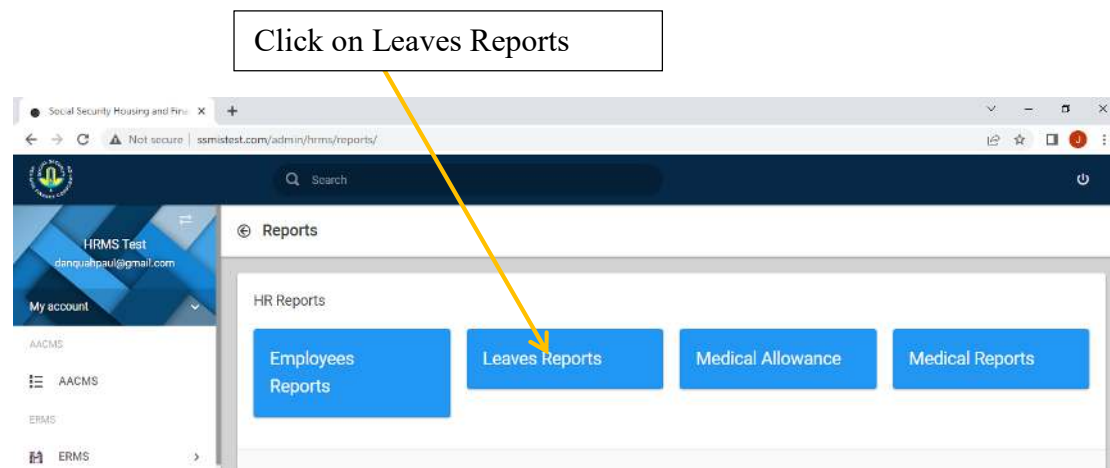 Click on Leaves Reports
Social Security Housing and Fin
Not secure | ssmistest.com/admin/hrms/reports/
J
Search
HRMS Test
danquahpaul@gmail.com
Reports
My account
HR Reports
AACMS
Employees
Reports
Leaves Reports
Medical Allowance
Medical Reports
AACMS
ERMS
ERMS